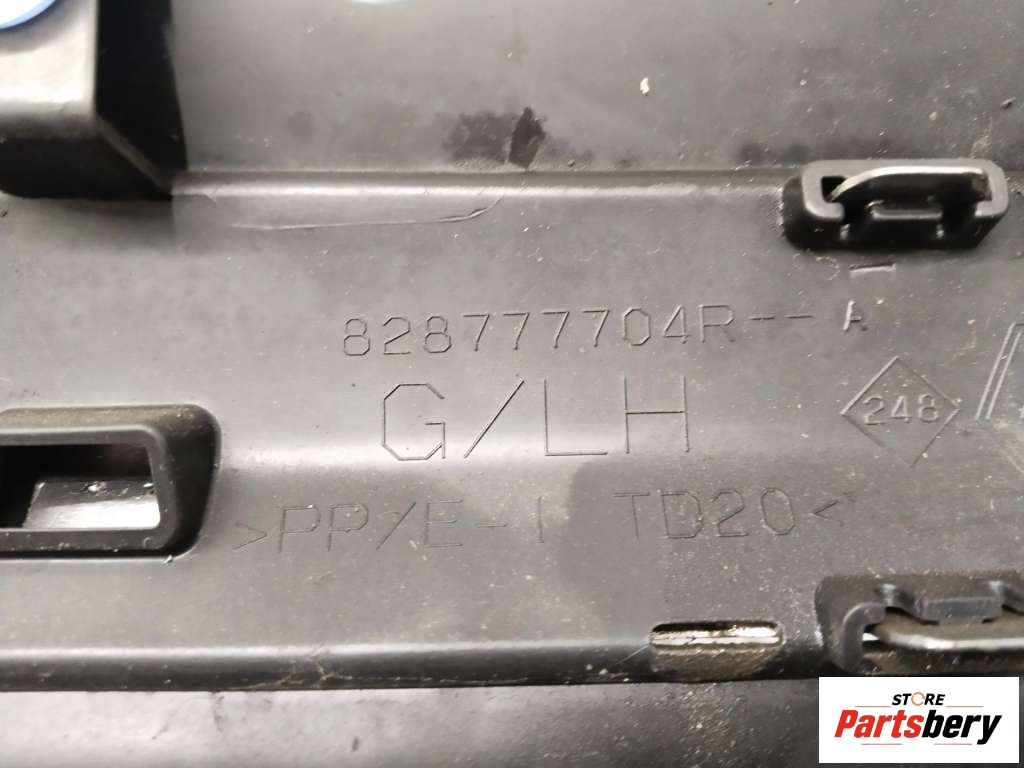 828777704R-- A
248
G/LH
>PP/E-I TD20<
STORE
Partsbery